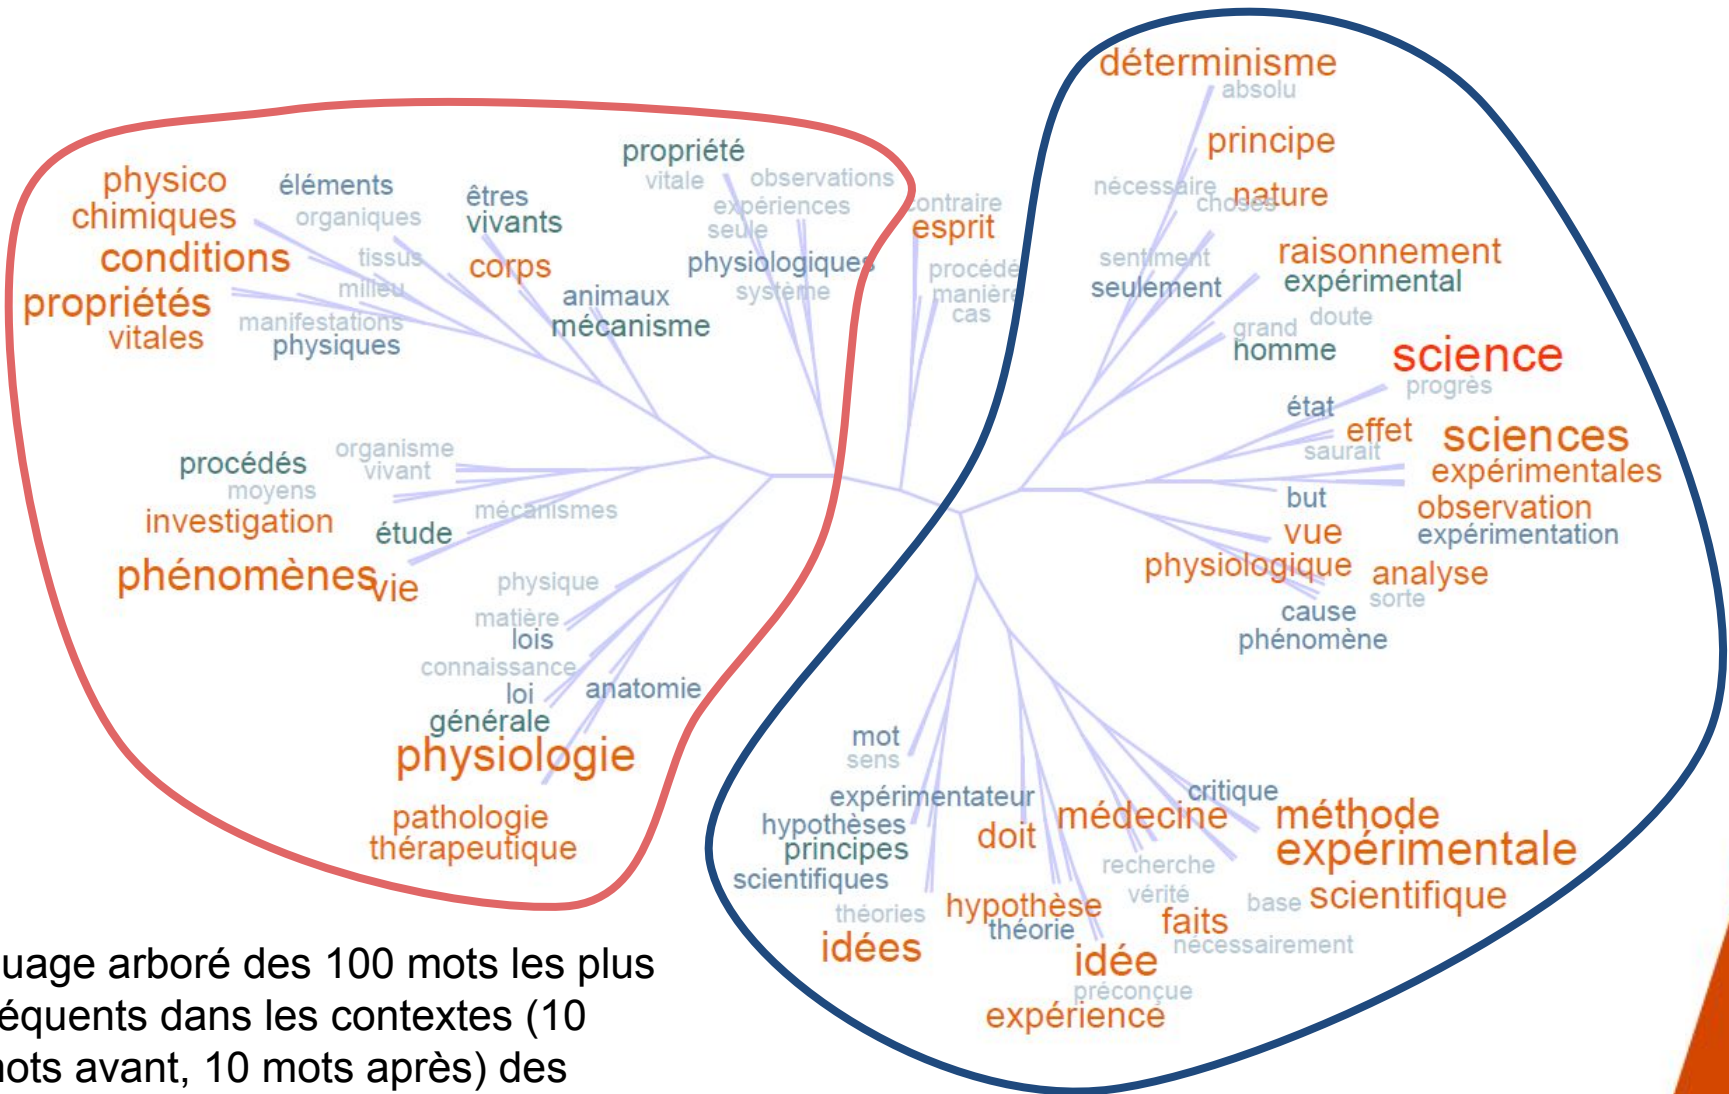 physico
chimiques
conditions
propriétés
vitales
éléments
organiques
tissus
milieu
manifestations
physiques
êtres
vivants
corps
animaux
mécanisme
propriété
vitale
observations
expériences
seule
physiologiques
système
procédés
moyens
investigation
organisme
vivant
étude
mécanismes
phénomènes
vie
physique
matière
lois
connaissance
loi
anatomie
générale
physiologie
pathologie
thérapeutique
contraire
esprit
procédé
manière
cas
déterminisme
absolu
principe
nécessaire
nature
choses
sentiment
seulement
raisonnement
expérimental
doute
grand
homme
science
progrès
état
effet
saurait
sciences
expérimentales
but
observation
expérimentation
vue
physiologique
analyse
sorte
cause
phénomène
mot
sens
expérimentateur
hypothèses
principes
scientifiques
théories
idées
doit
médecine
critique
recherche
vérité
hypothèse
théorie
faits
nécessairement
idée
préconçue
expérience
méthode
expérimentale
base scientifique
uage arboré des 100 mots les plus
équents dans les contextes (10
mots avant, 10 mots après) des